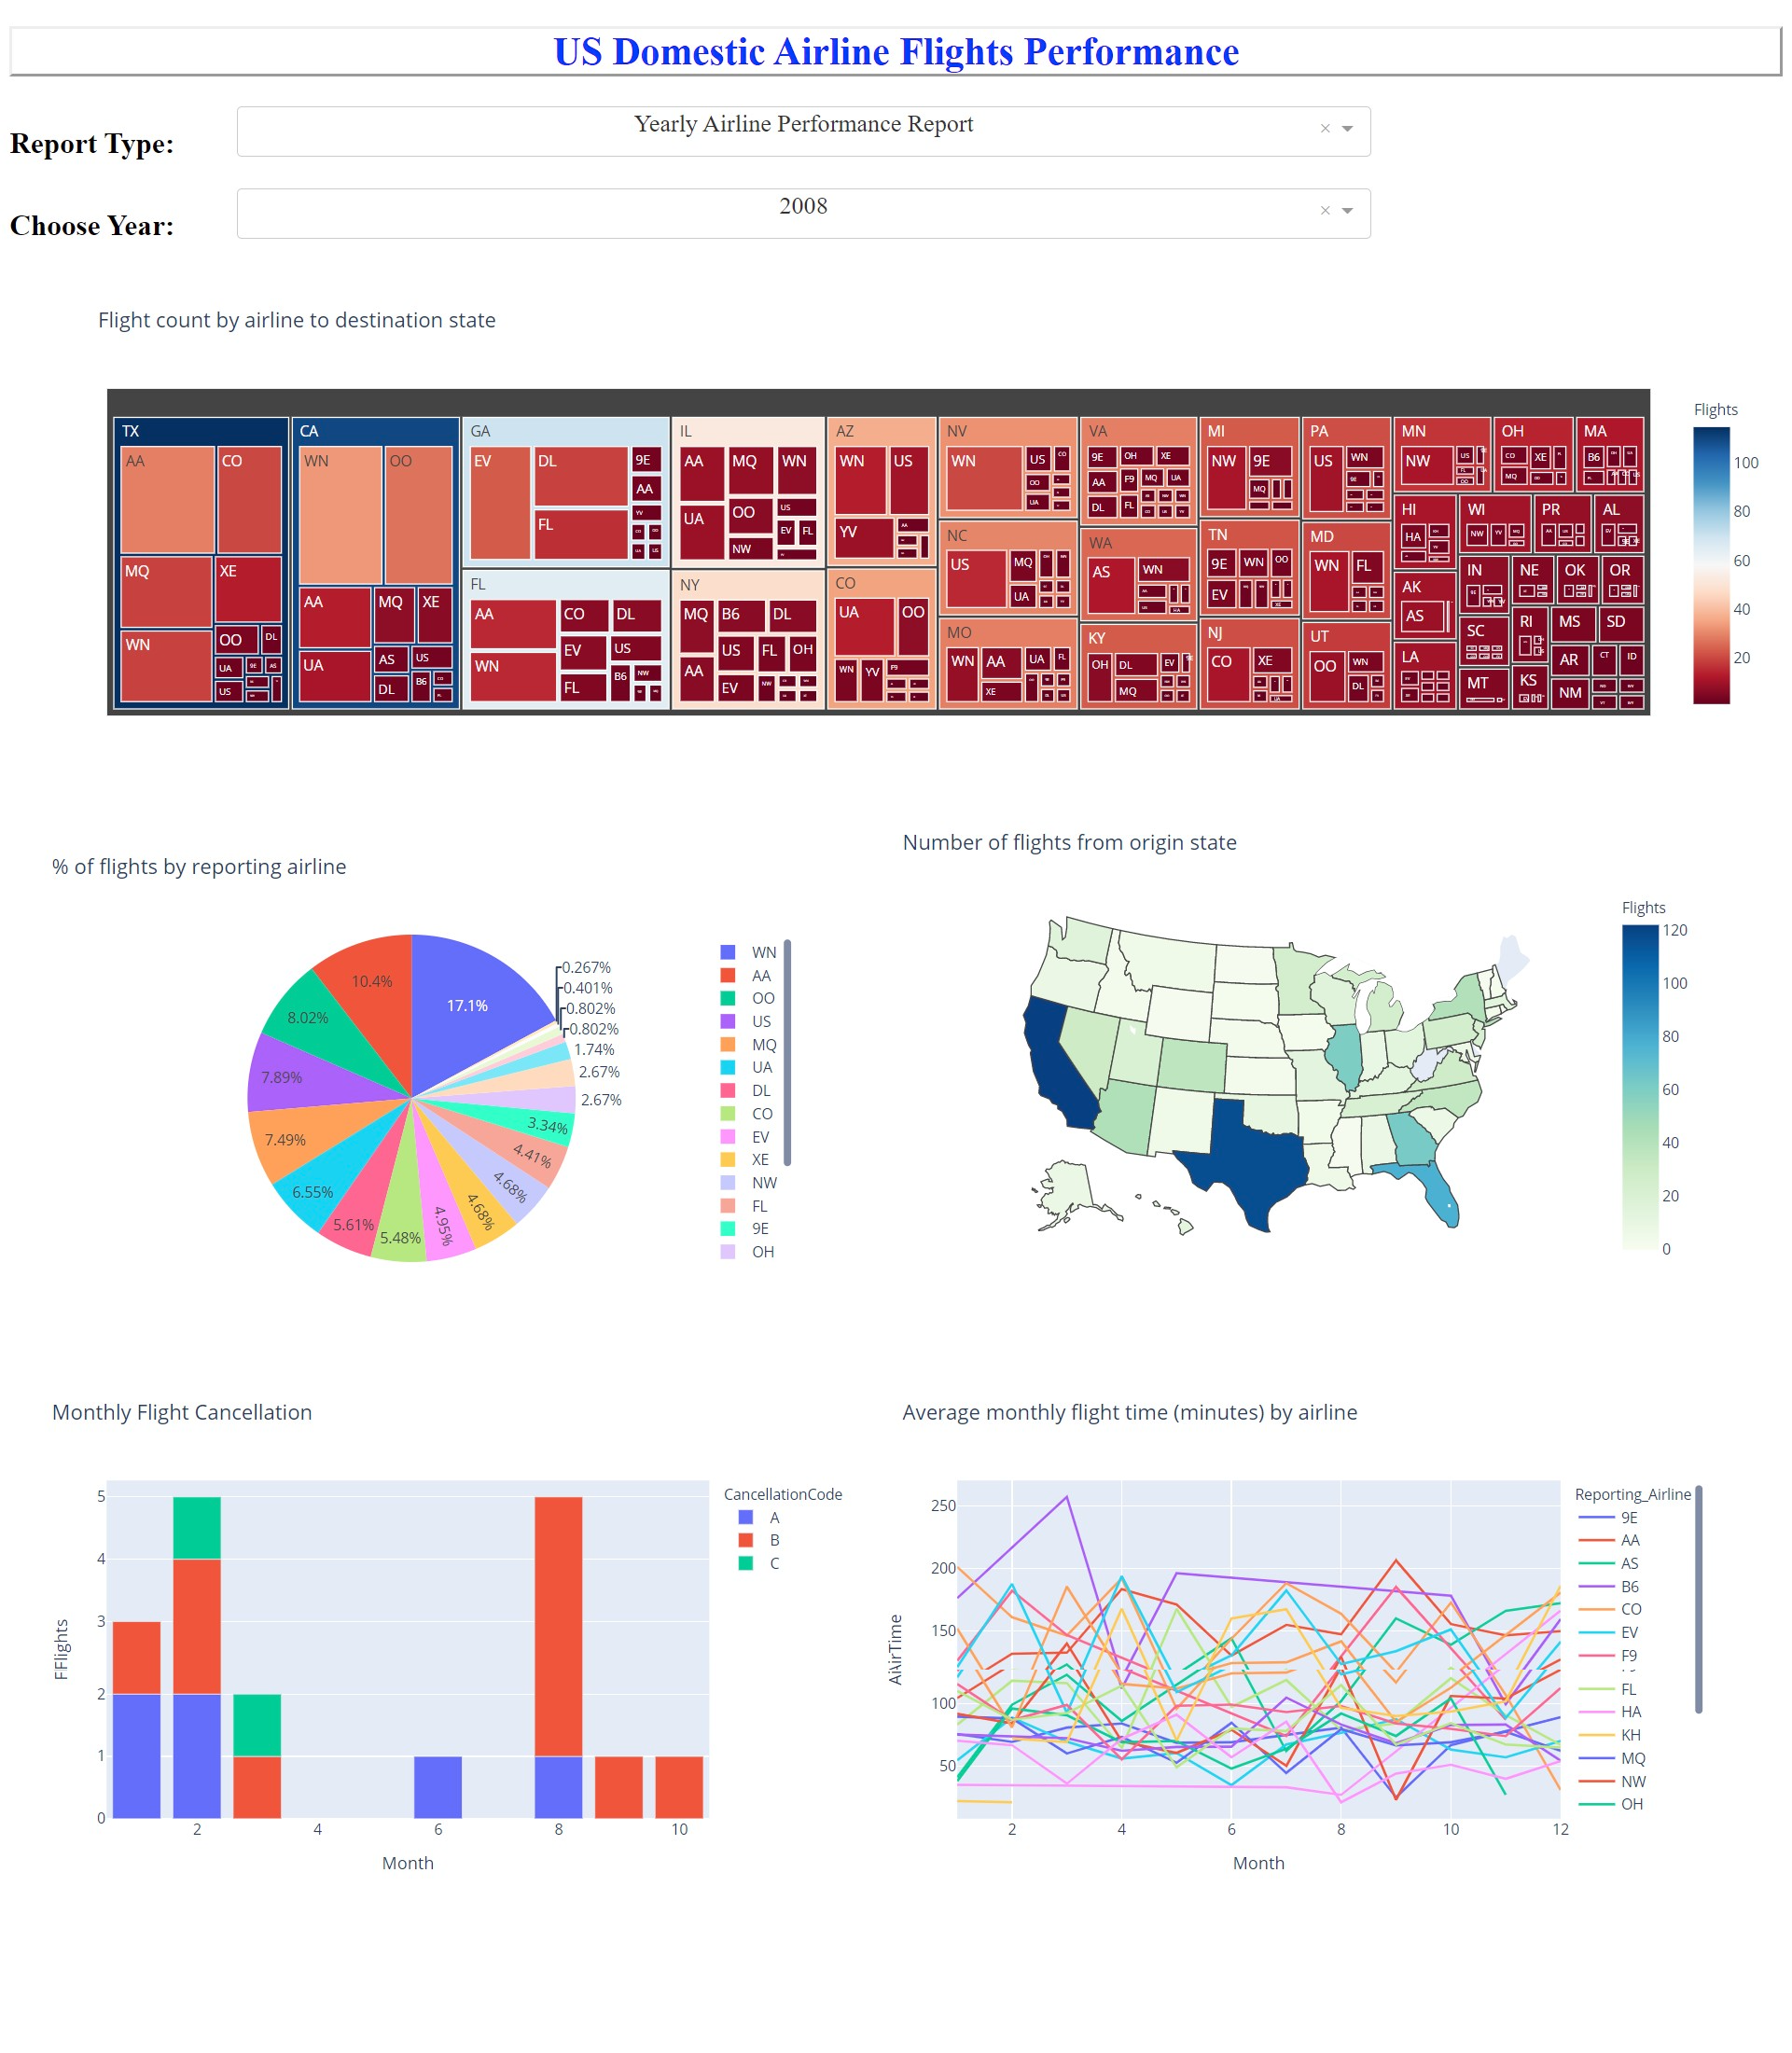 US Domestic Airline Flights Performance
Report Type:
Yearly Airline Performance Report
Choose Year:
2008
Flight count by airline to destination state
Flights
100
80
60
40
20
TX
AA
CO
MQ
XE
WN
OO
DL
UA
9E
AS
US
CA
WN
OO
AA
MQ
XE
UA
AS
US
DL
B6
GA
EV
DL
FL
9E
AA
YV
FL
AA
CO
DL
WN
EV
US
FL
B6
NW
IL
AA
MQ
WN
UA
OO
US
EV
FL
NW
NY
MQ
B6
DL
US
FL
OH
AA
EV
NW
AZ
WN
US
YV
AA
CO
UA
OO
WN
YV
F9
NV
WN
US
CO
OO
UA
NC
US
MQ
UA
MO
WN
AA
UA
FL
XE
VA
9E
OH
XE
AA
F9
MQ
UA
DL
FL
WA
AS
WN
KY
OH
DL
EV
MQ
MI
NW
9E
MQ
TN
9E
WN
OO
EV
XE
NJ
CO
XE
UA
PA
US
WN
9E
MD
WN
FL
UT
OO
WN
DL
MN
NW
US
FL
OO
OH
CO
XE
MQ
MA
B6
HI
HA
WI
NW
YV
PR
AL
AK
AS
IN
NE
OK
OR
LA
SC
RI
MS
SD
MT
KS
AR
CT
ID
NM
% of flights by reporting airline
17.1%
10.4%
8.02%
7.89%
7.49%
6.55%
5.61%
5.48%
4.95%
4.68%
4.68%
4.41%
3.34%
2.67%
2.67%
1.74%
0.802%
0.802%
0.401%
0.267%
WN
AA
OO
US
MQ
UA
DL
CO
EV
XE
NW
FL
9E
OH
Number of flights from origin state
Flights
120
100
80
60
40
20
0
Monthly Flight Cancellation
FFlights
5
4
3
2
1
0
2
4
6
8
10
Month
CancellationCode
A
B
C
Average monthly flight time (minutes) by airline
250
200
150
100
50
2
4
6
8
10
12
Month
Reporting_Airline
9E
AA
AS
B6
CO
EV
F9
FL
HA
KH
MQ
NW
OH